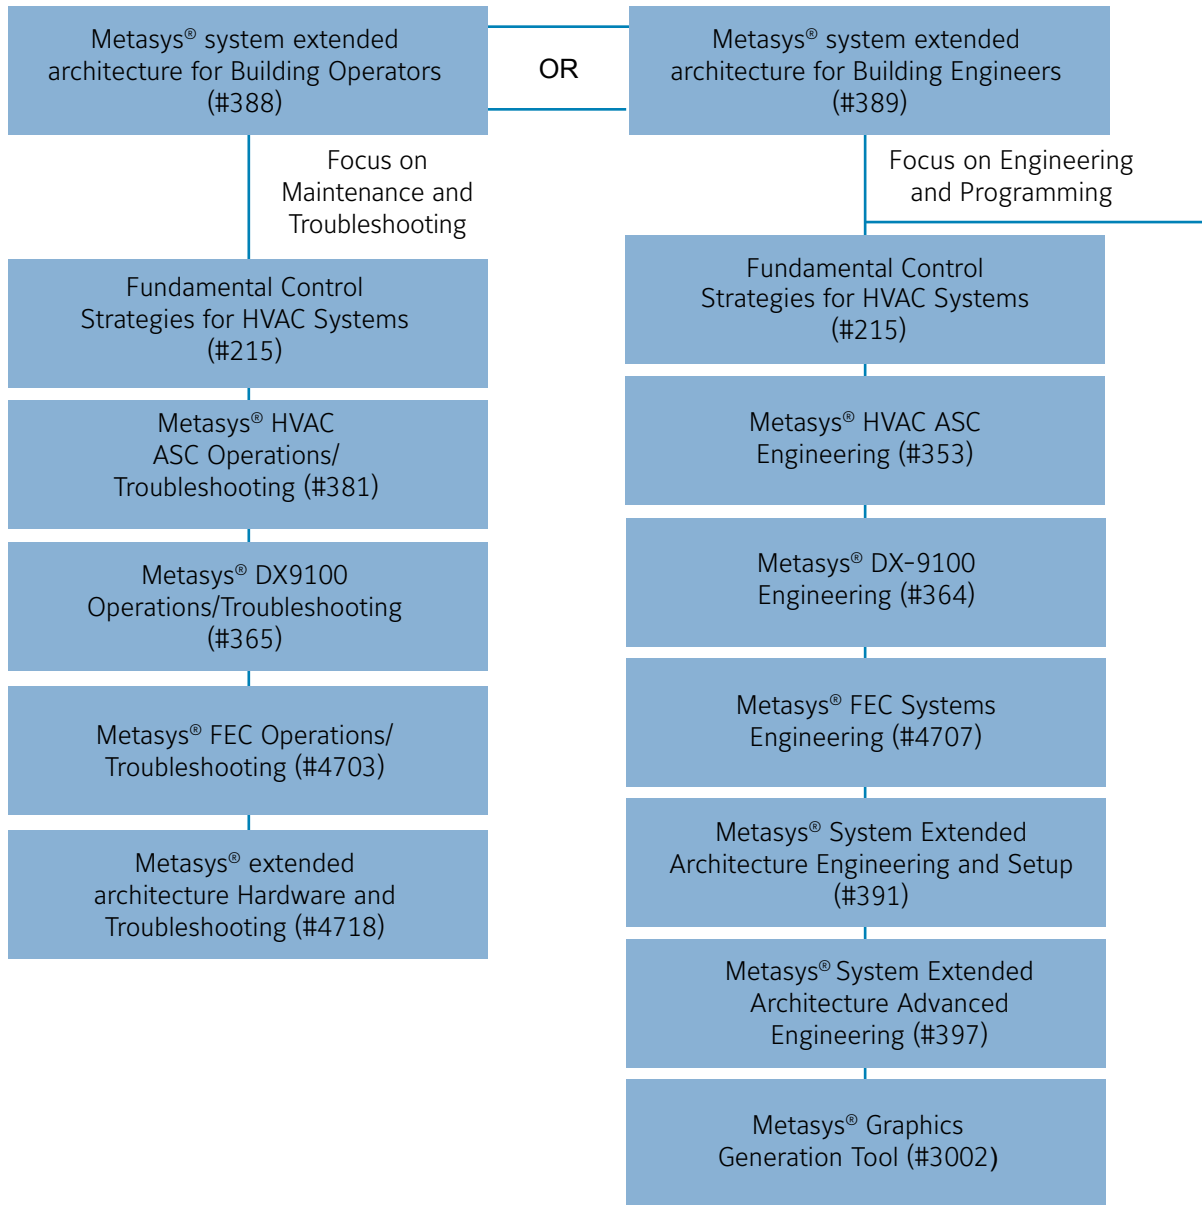 Metasys® system extended
architecture for Building Operators
(#388)
OR
Metasys® system extended
architecture for Building Engineers
(#389)
Focus on
Maintenance and
Troubleshooting
Fundamental Control
Strategies for HVAC Systems
(#215)
Metasys® HVAC
ASC Operations/
Troubleshooting (#381)
Metasys® DX9100
Operations/Troubleshooting
(#365)
Metasys® FEC Operations/
Troubleshooting (#4703)
Metasys® extended
architecture Hardware and
Troubleshooting (#4718)
Focus on Engineering
and Programming
Fundamental Control
Strategies for HVAC Systems
(#215)
Metasys® HVAC ASC
Engineering (#353)
Metasys® DX-9100
Engineering (#364)
Metasys® FEC Systems
Engineering (#4707)
Metasys® System Extended
Architecture Engineering and Setup
(#391)
Metasys® System Extended
Architecture Advanced
Engineering (#397)
Metasys® Graphics
Generation Tool (#3002)